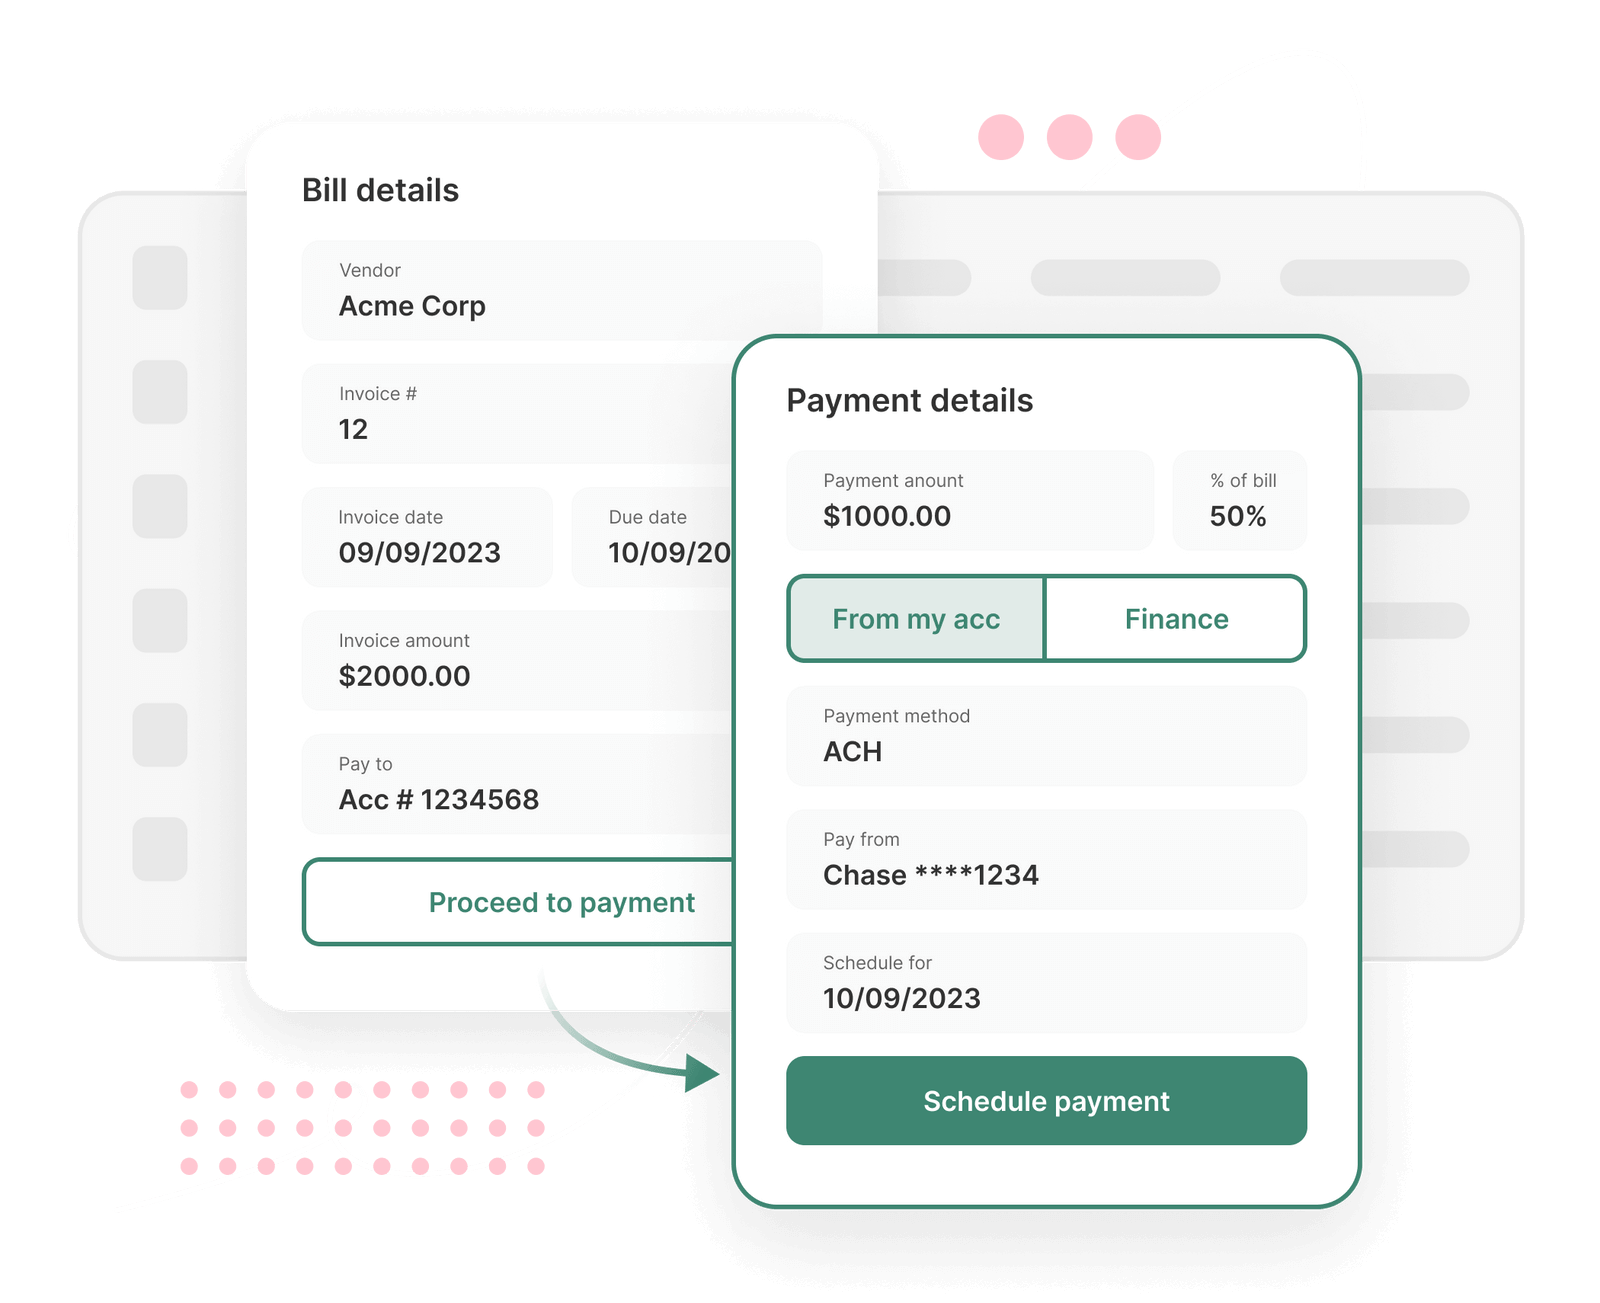 Bill details
Vendor
Acme Corp
Invoice #
12
Invoice date
09/09/2023
Due date
10/09/20
Invoice amount
$2000.00
Pay to
Acc # 1234568
Proceed to payment
Payment details
Payment anount
$1000.00
% of bill
50%
From my acc
Finance
Payment method
ACH
Pay from
Chase ****1234
Schedule for
10/09/2023
Schedule payment